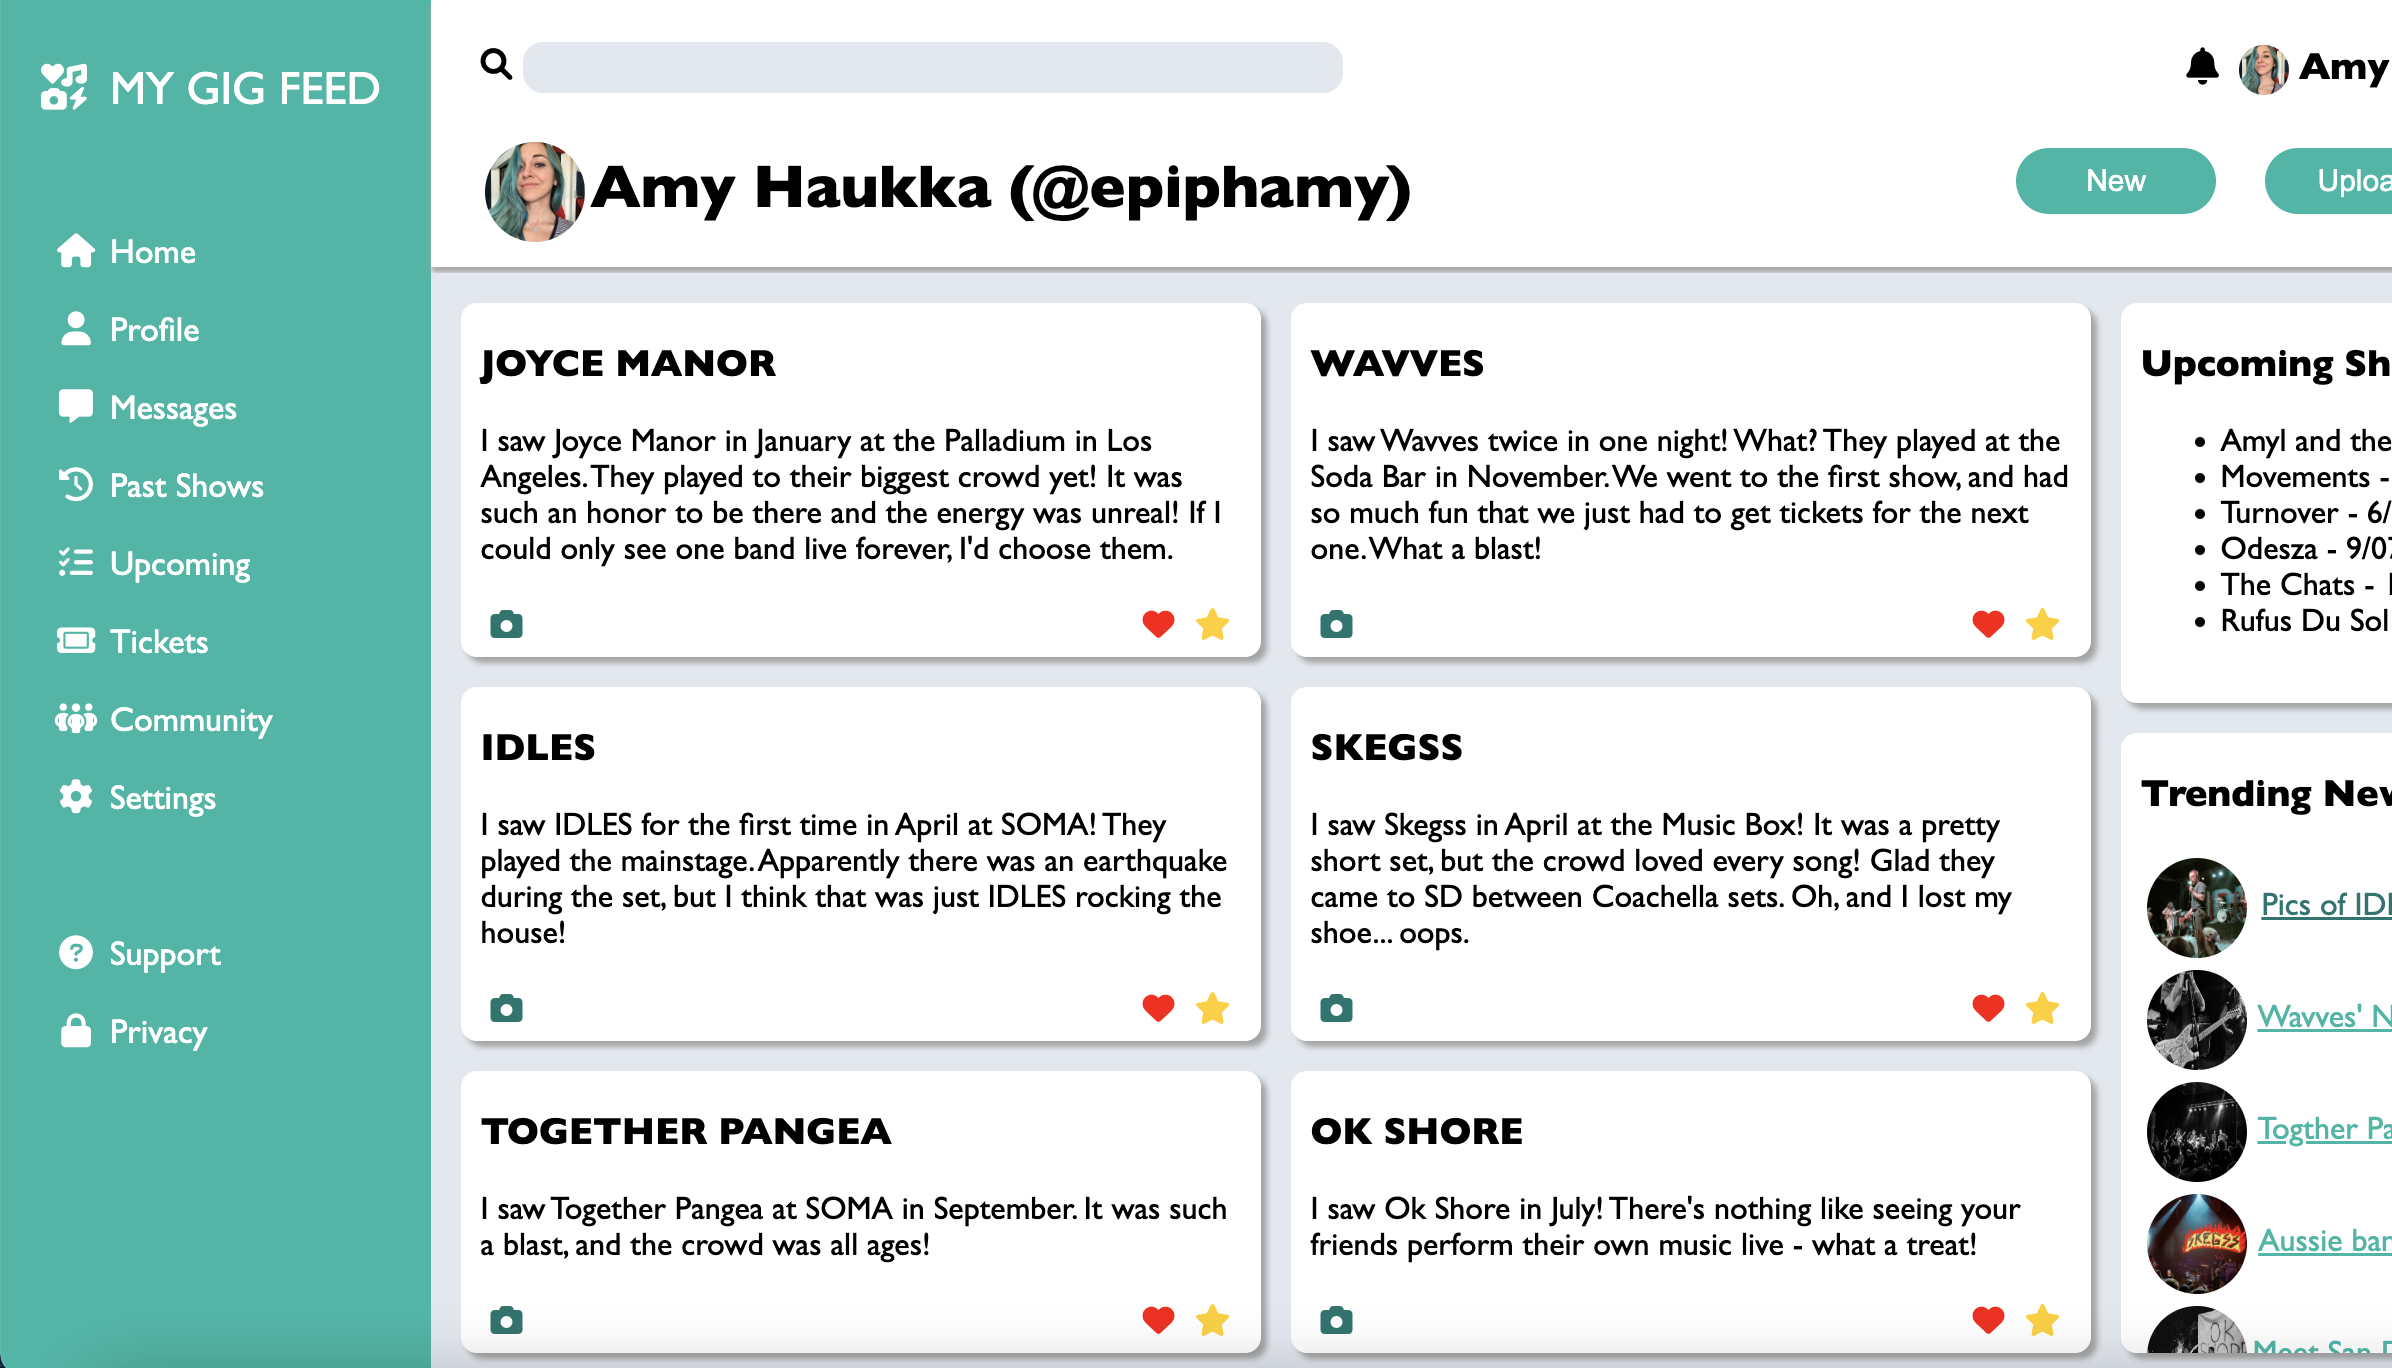 MY GIG FEED
Home
Profile
Messages
Past Shows
Upcoming
Tickets
Community
Settings
Support
Privacy
Amy
Amy Haukka (@epiphamy)
New
JOYCE MANOR
I saw Joyce Manor in January at the Palladium in Los
Angeles. They played to their biggest crowd yet! It was
such an honor to be there and the energy was unreal! If I
could only see one band live forever, I'd choose them.
WAVVES
I saw Wavves twice in one night! What? They played at the
Soda Bar in November. We went to the first show, and had
so much fun that we just had to get tickets for the next
one. What a blast!
IDLES
I saw IDLES for the first time in April at SOMA! They
played the mainstage. Apparently there was an earthquake
during the set, but I think that was just IDLES rocking the
house!
SKEGSS
I saw Skegss in April at the Music Box! It was a pretty
short set, but the crowd loved every song! Glad they
came to SD between Coachella sets. Oh, and I lost my
shoe... oops.
TOGETHER PANGEA
I saw Together Pangea at SOMA in September. It was such
a blast, and the crowd was all ages!
OK SHORE
I saw Ok Shore in July! There's nothing like seeing your
friends perform their own music live - what a treat!
Upcoming
Amyl and the
Movements -
Turnover - 6/
Odesza - 9/07
The Chats -
Rufus Du Sol
Trending
Pics of
Wavves'
Togther
Aussie
Meet San